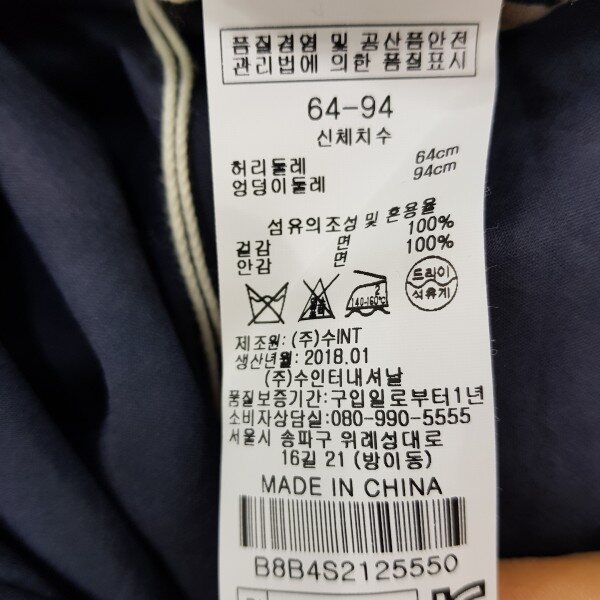 품질경영 및 공산품안전
관리법에 의한 품질표시
64-94
신체치수
허리둘레 64cm
엉덩이둘레 94cm
섬유의조성 및 혼용율
겉감 면 100%
안감 면 100%
2
140-160℃
드라이
석유계
제조원: (주)수INT
생산년월: 2018.01
(주)수인터내셔날
품질보증기간:구입일로부터1년
소비자상담실:080-990-5555
서울시 송파구 위례성대로
16길 21 (방이동)
MADE IN CHINA
B8B4S2125550